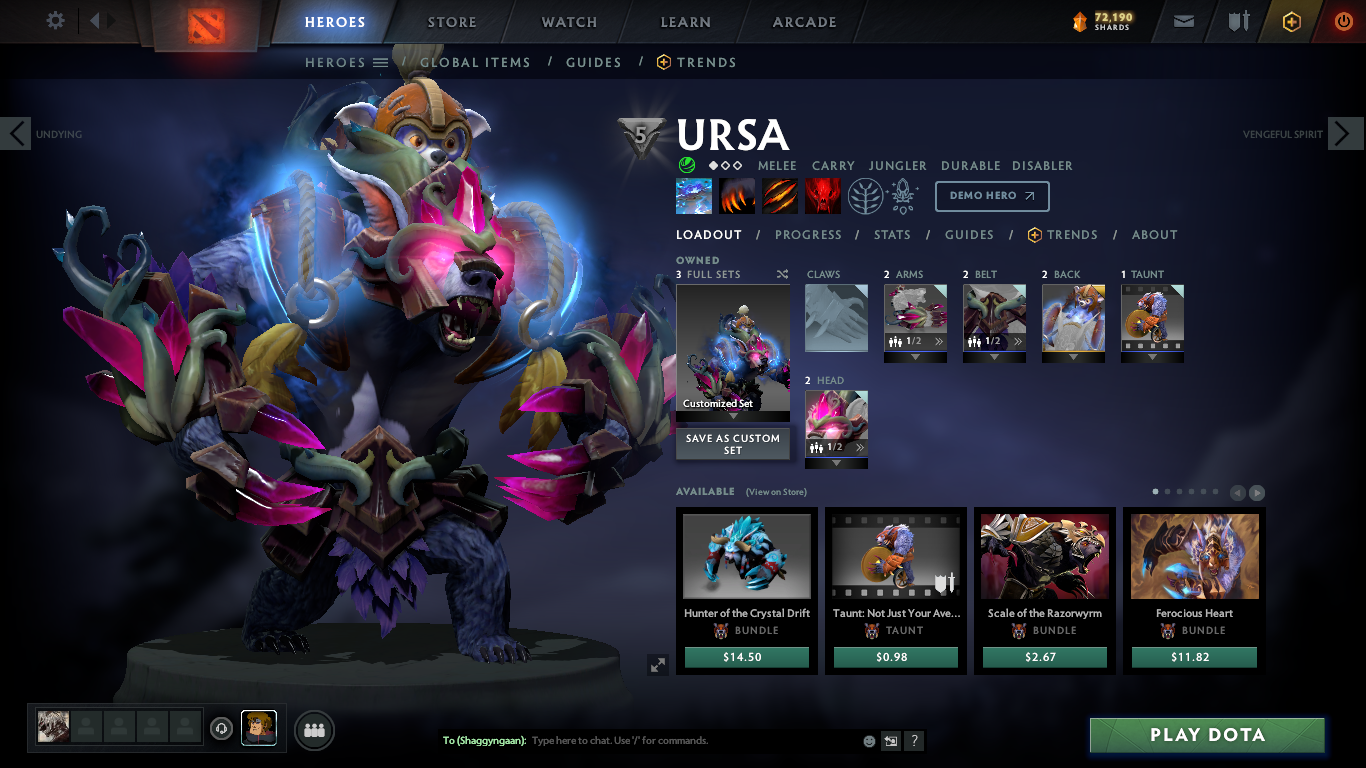 HEROES
STORE
WATCH
LEARN
ARCADE
72,190
SHARDS
HEROES / GLOBAL ITEMS / GUIDES / TRENDS
UNDYING
5
URSA
VENGEFUL SPIRIT
MELEE CARRY JUNGLER DURABLE DISABLER
DEMO HERO
LOADOUT / PROGRESS / STATS / GUIDES / TRENDS / ABOUT
OWNED
3 FULL SETS
CLAWS
2 ARMS
2 BELT
2 BACK
1 TAUNT
1/2
1/2
2 HEAD
Customized Set
1/2
SAVE AS CUSTOM
SET
AVAILABLE (View on Store)
Hunter of the Crystal Drift
BUNDLE
$14.50
Taunt: Not Just Your Ave...
TAUNT
$0.98
Scale of the Razorwyrm
BUNDLE
$2.67
Ferocious Heart
BUNDLE
$11.82
To (Shaggyngaan): Type here to chat. Use '/' for commands.
?
PLAY DOTA